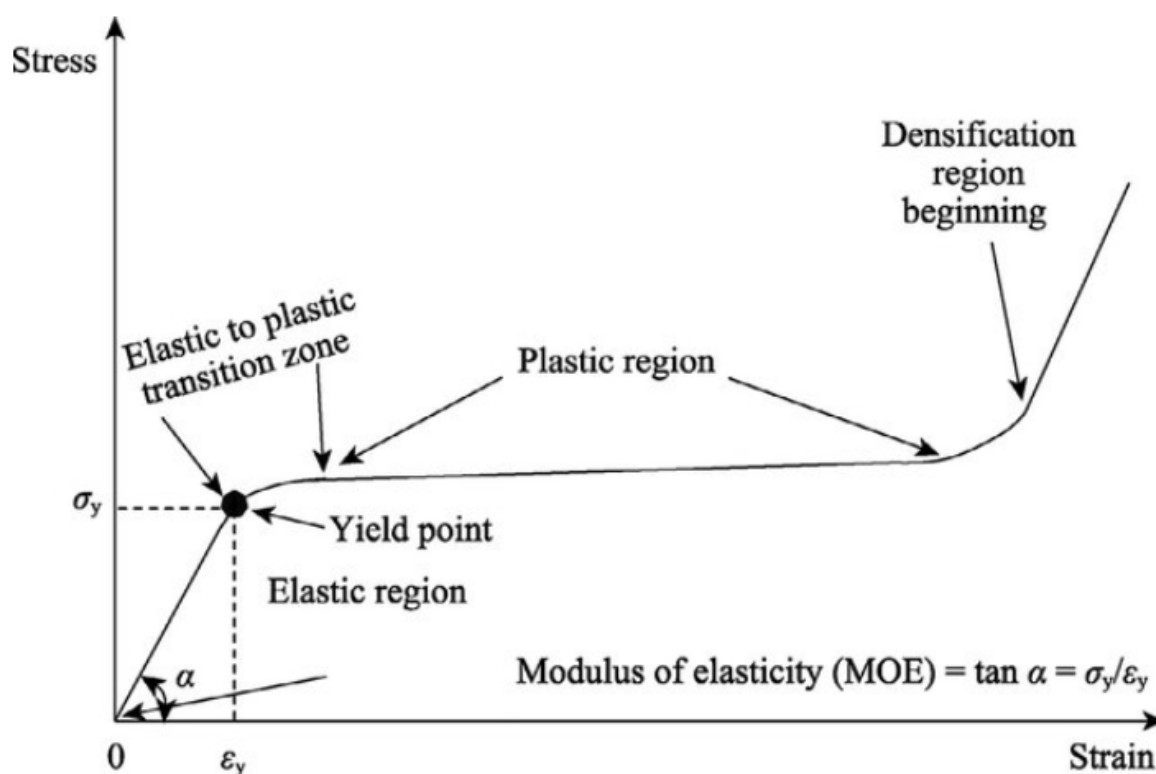 Stress
Densification
region
beginning
Elastic to plastic
transition zone
Plastic region
σy
Yield point
Elastic region
α
Modulus of elasticity (MOE) = tan α = σy/εy
0
εy
Strain